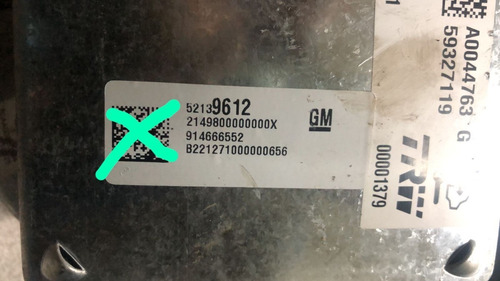 52139612
2149800000000X
914666552
B221271000000656
GM
A0044763 G
59327119
TRW
00001379